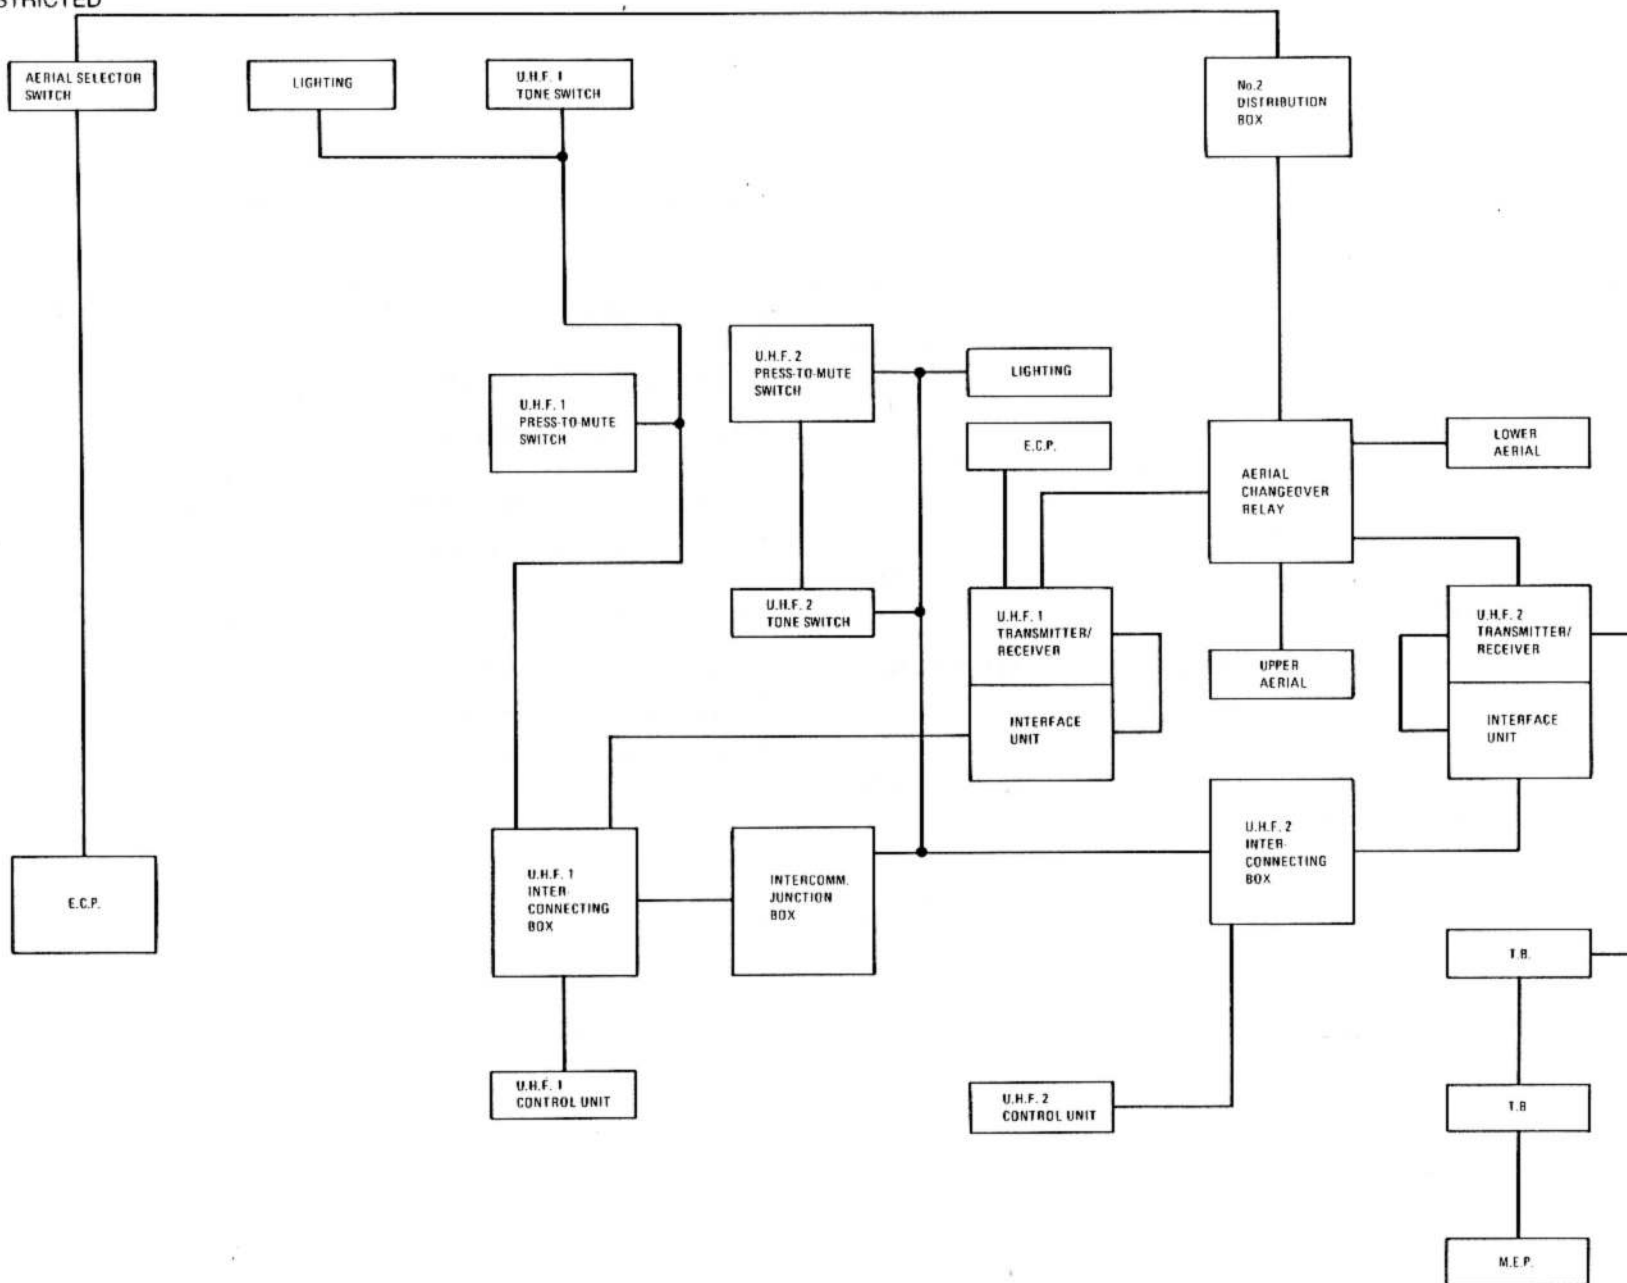 STRICTED
AERIAL SELECTOR
SWITCH
LIGHTING
U.H.F. 1
TONE SWITCH
No.2
DISTRIBUTION
BOX
U.H.F. 1
PRESS-TO-MUTE
SWITCH
U.H.F. 2
PRESS-TO-MUTE
SWITCH
LIGHTING
E.C.P.
AERIAL
CHANGEOVER
RELAY
LOWER
AERIAL
U.H.F. 2
TONE SWITCH
U.H.F. 1
TRANSMITTER/
RECEIVER
INTERFACE
UNIT
UPPER
AERIAL
U.H.F. 2
TRANSMITTER/
RECEIVER
INTERFACE
UNIT
E.C.P.
U.H.F. 1
INTER-
CONNECTING
BOX
INTERCOMM.
JUNCTION
BOX
U.H.F. 2
INTER-
CONNECTING
BOX
T.B.
U.H.F. 1
CONTROL UNIT
U.H.F. 2
CONTROL UNIT
T.B
M.E.P.